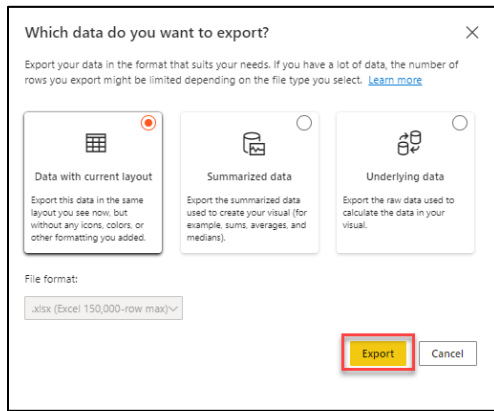 Which data do you want to export?
Export your data in the format that suits your needs. If you have a lot of data, the number of
rows you export might be limited depending on the file type you select. Learn more
Data with current layout
Export this data in the same
layout you see now, but
without any icons, colors, or
other formatting you added.
Summarized data
Export the summarized data
used to create your visual (for
example, sums, averages, and
medians).
Underlying data
Export the raw data used to
calculate the data in your
visual.
File format:
.xlsx (Excel 150,000-row max)
Export
Cancel